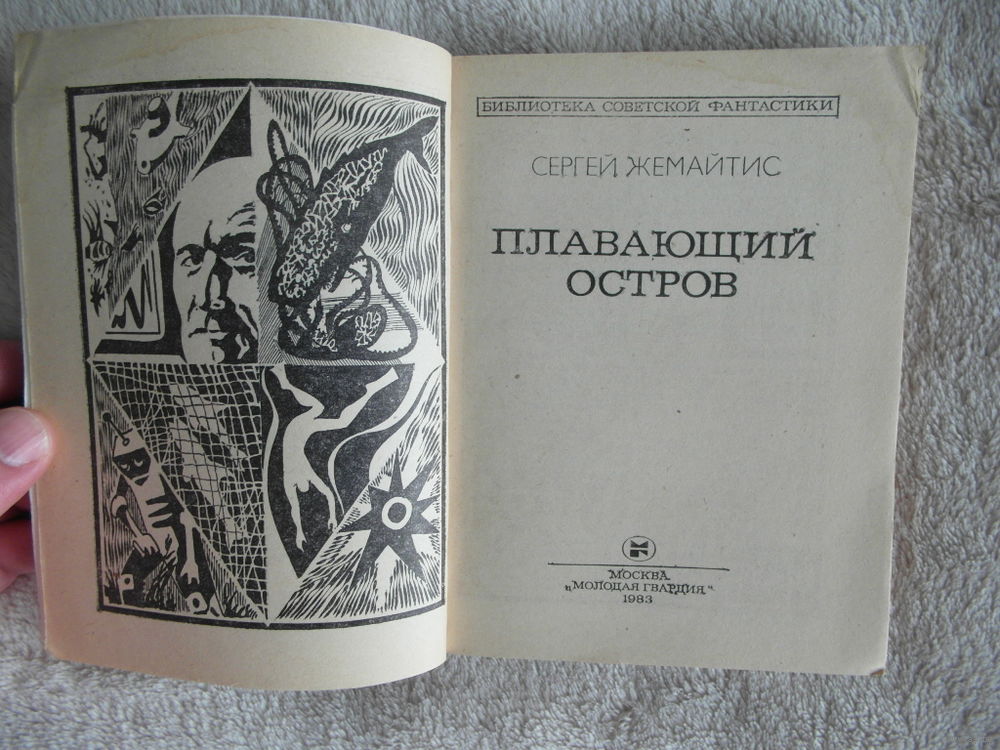 БИБЛИОТЕКА СОВЕТСКОЙ ФАНТАСТИКИ
СЕРГЕЙ ЖЕМАЙТИС
ПЛАВАЮЩИЙ
ОСТРОВ
МОСКВА
„МОЛОДАЯ ГВАРДИЯ“
1983